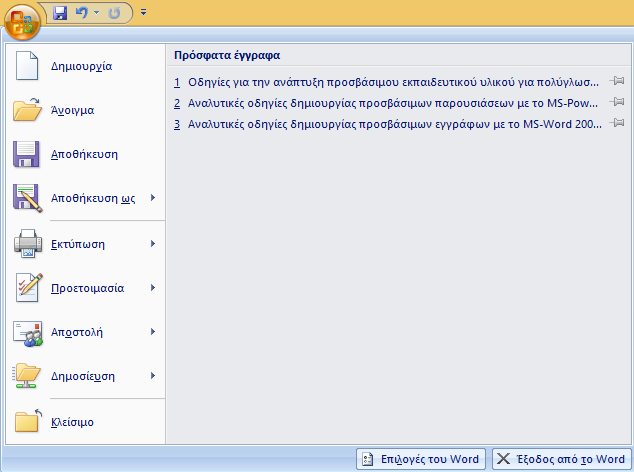 Δημιουργία
Άνοιγμα
Αποθήκευση
Αποθήκευση ως
Εκτύπωση
Προετοιμασία
Αποστολή
Δημοσίευση
Κλείσιμο
Πρόσφατα έγγραφα
1 Οδηγίες για την ανάπτυξη προσβάσιμου εκπαιδευτικού υλικού για πολύγλωσ...
2 Αναλυτικές οδηγίες δημιουργίας προσβάσιμων παρουσιάσεων με το MS-Pow...
3 Αναλυτικές οδηγίες δημιουργίας προσβάσιμων εγγράφων με το MS-Word 200...
Επιλογές του Word
Έξοδος από το Word